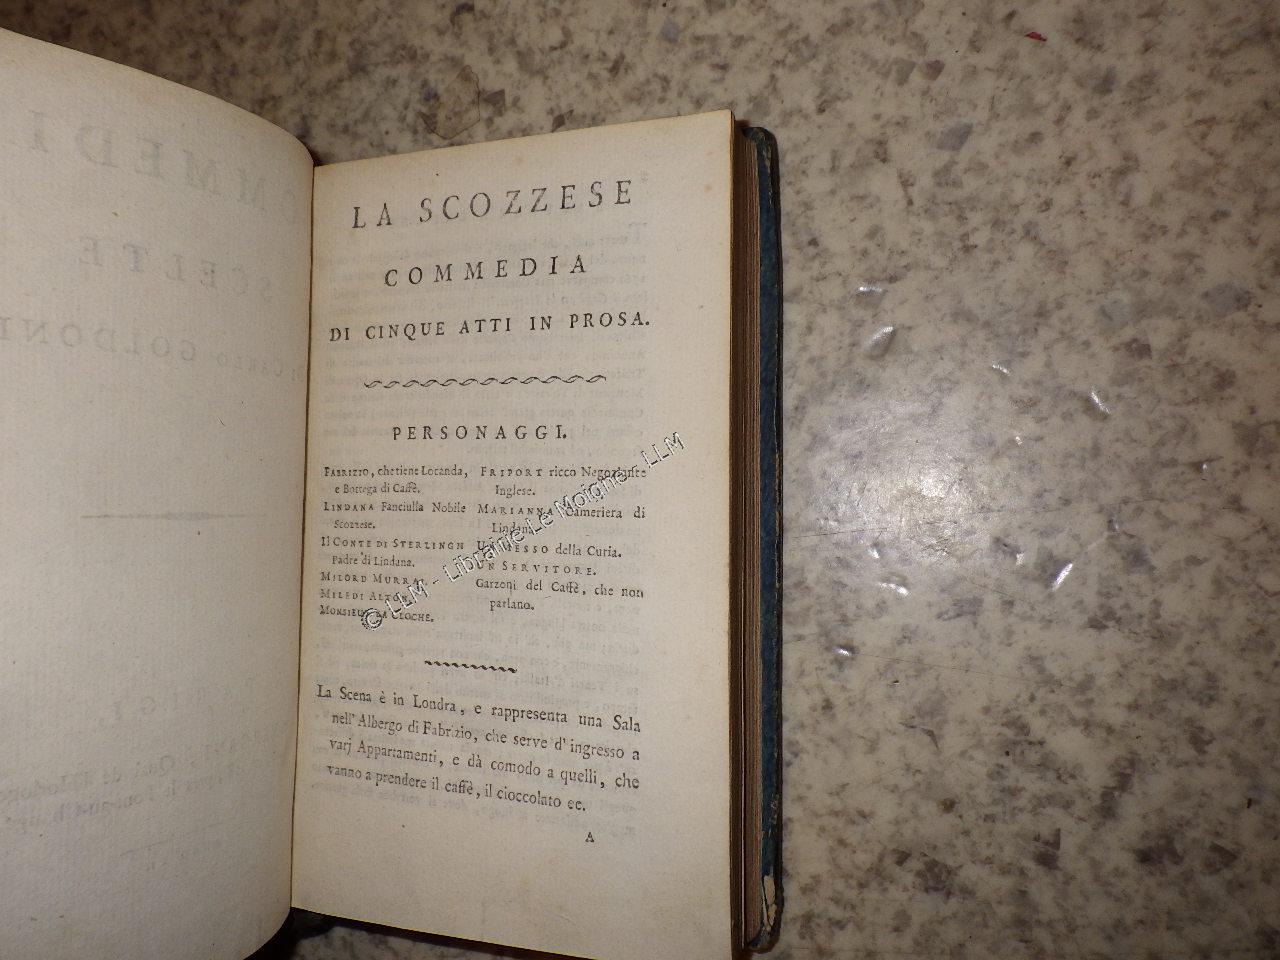 LA SCOZZESE
COMMEDIA
DI CINQUE ATTI IN PROSA.
PERSONAGGI.
FABRIZIO, che tiene Locanda,
e Bottega di Caffè.
LINDANA Fanciulla Nobile
Scozzese.
Il CONTE DI STERLINGH
Padre di Lindana.
MILORD MURRAI
MILEDI ALTON
MONSIEUR LA CLOCHE.
FRIPORT ricco Negoziante
Inglese.
MARIANNA Cameriera di
Lindana.
UN MESSO della Curia.
UN SERVITORE.
Garzoni del Caffè, che non
parlano.
La Scena è in Londra, e rappresenta una Sala
nell' Albergo di Fabrizio, che serve d' ingresso a
varj Appartamenti, e dà comodo a quelli, che
vanno a prendere il caffè, il cioccolato ec.
A
© LLM - Librairie Le Moigne - LLM